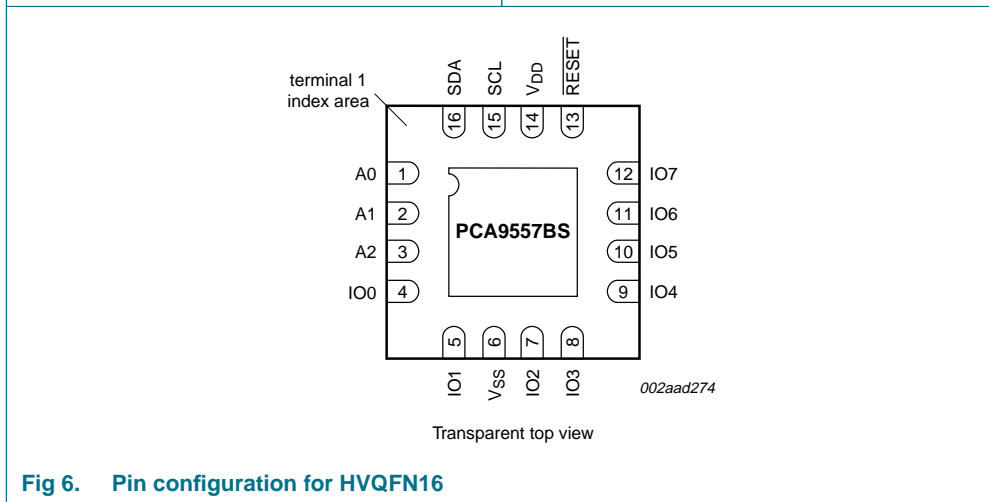 terminal 1
index area
SDA
SCL
VDD
RESET
16
15
14
13
A0 1
12 IO7
A1 2
11 IO6
PCA9557BS
A2 3
10 IO5
IO0 4
9 IO4
5
6
7
8
IO1
VSS
IO2
IO3
002aad274
Transparent top view
Fig 6. Pin configuration for HVQFN16